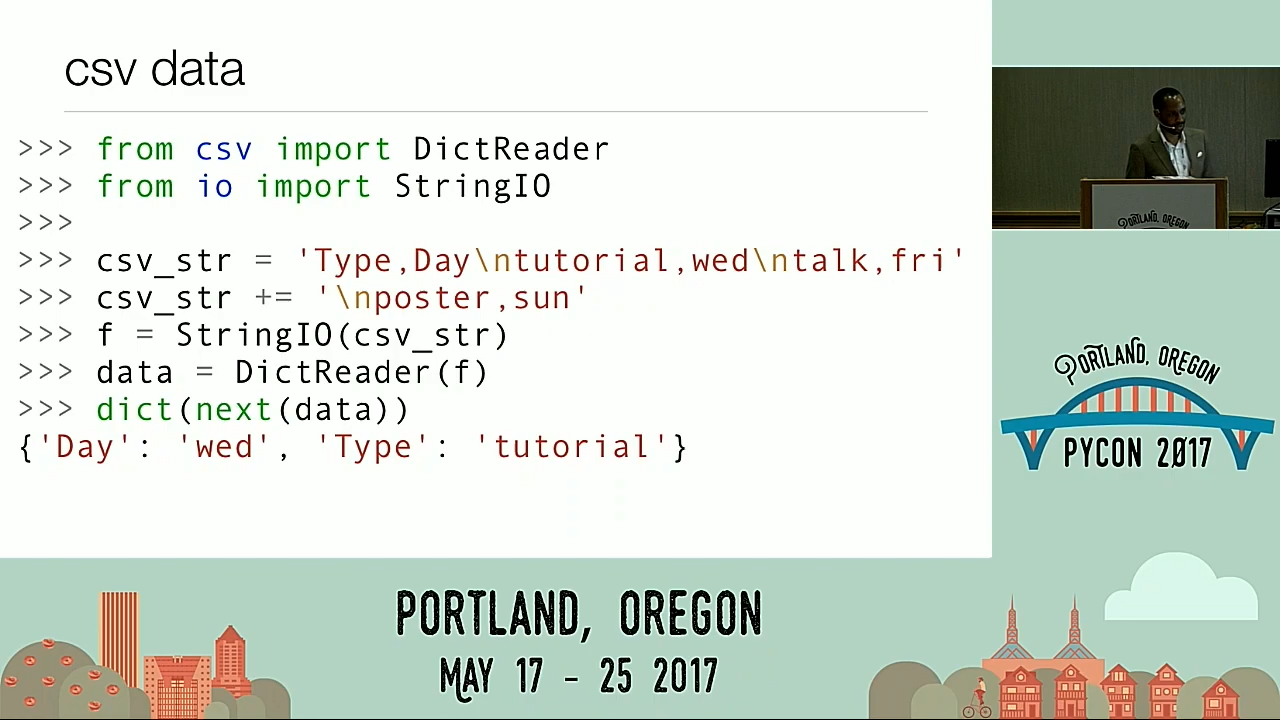 csv data
>>> from csv import DictReader
>>> from io import StringIO
>>>
>>> csv_str = 'Type,Day\ntutorial,wed\ntalk,fri'
>>> csv_str += '\nposter,sun'
>>> f = StringIO(csv_str)
>>> data = DictReader(f)
>>> dict(next(data))
{'Day': 'wed', 'Type': 'tutorial'}
PORTLAND, OREGON
PORTLAND, OREGON
PYCON 2017
PORTLAND, OREGON
MAY 17 - 25 2017